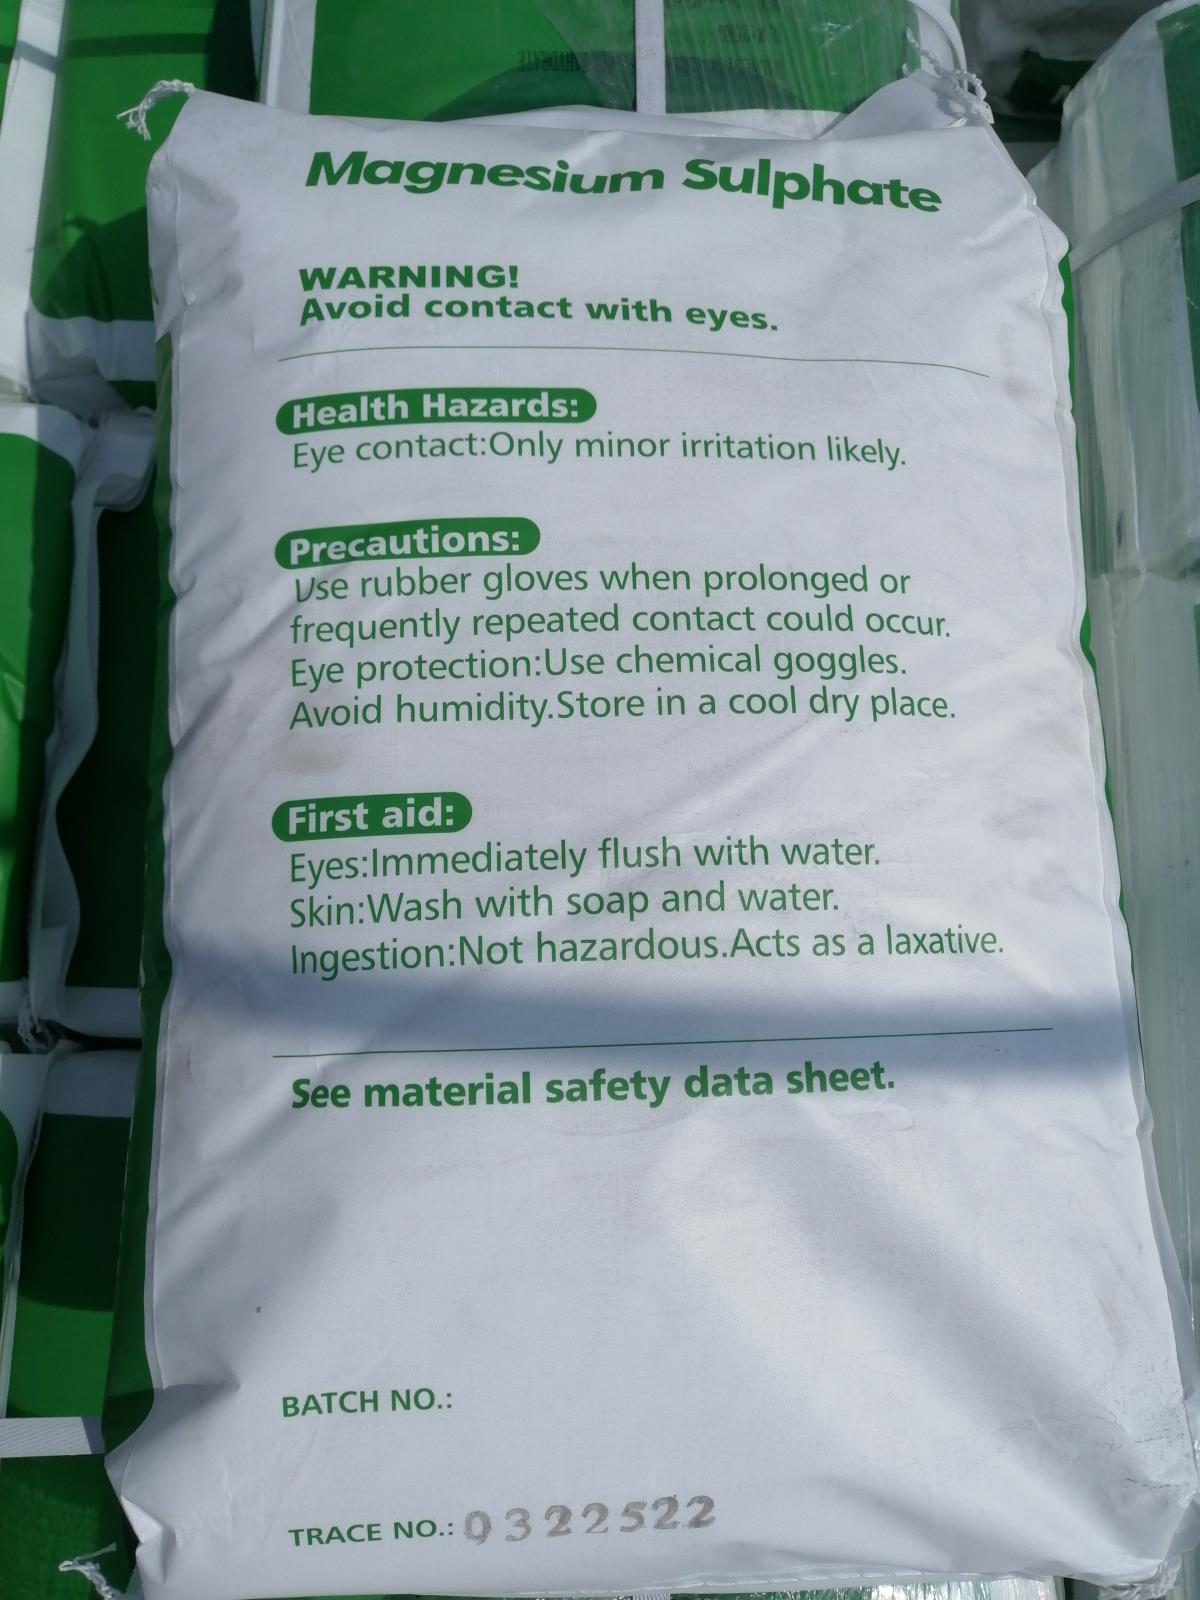 Magnesium Sulphate
WARNING!
Avoid contact with eyes.
Health Hazards:
Eye contact:Only minor irritation likely.
Precautions:
Use rubber gloves when prolonged or
frequently repeated contact could occur.
Eye protection:Use chemical goggles.
Avoid humidity.Store in a cool dry place.
First aid:
Eyes:Immediately flush with water.
Skin:Wash with soap and water.
Ingestion:Not hazardous.Acts as a laxative.
See material safety data sheet.
BATCH NO.:
TRACE NO.: 0322522